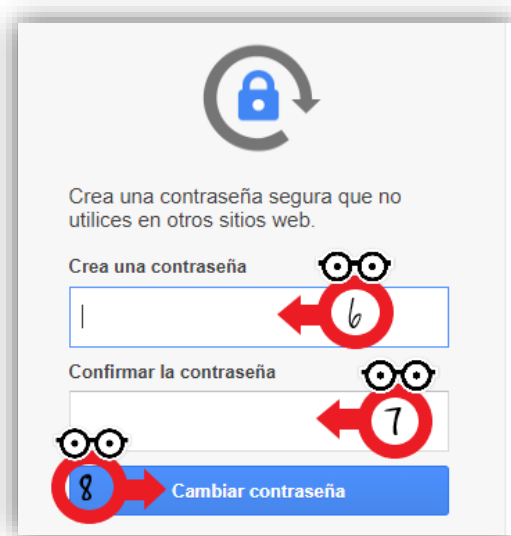 Crea una contraseña segura que no
utilices en otros sitios web.
Crea una contraseña
6
Confirmar la contraseña
7
8
Cambiar contraseña